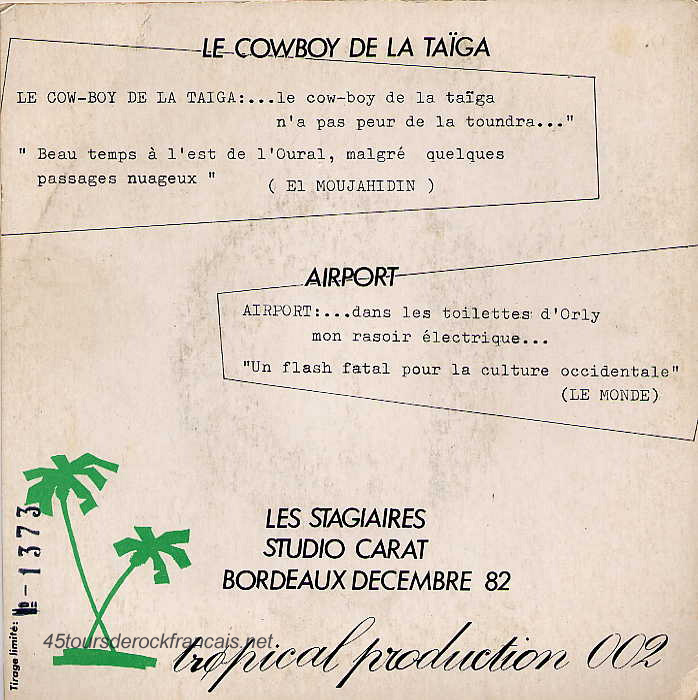 LE COWBOY DE LA TAÏGA
LE COW-BOY DE LA TAIGA:...le cow-boy de la taïga
n'a pas peur de la toundra..."
" Beau temps à l'est de l'Oural, malgré quelques
passages nuageux "
( El MOUJAHIDIN )
AIRPORT
AIRPORT:...dans les toilettes d'Orly
mon rasoir électrique...
"Un flash fatal pour la culture occidentale"
(LE MONDE)
LES STAGIAIRES
STUDIO CARAT
BORDEAUX DECEMBRE 82
Tirage limité: No - 1373
45toursderockfrancais.net
tropical production 002